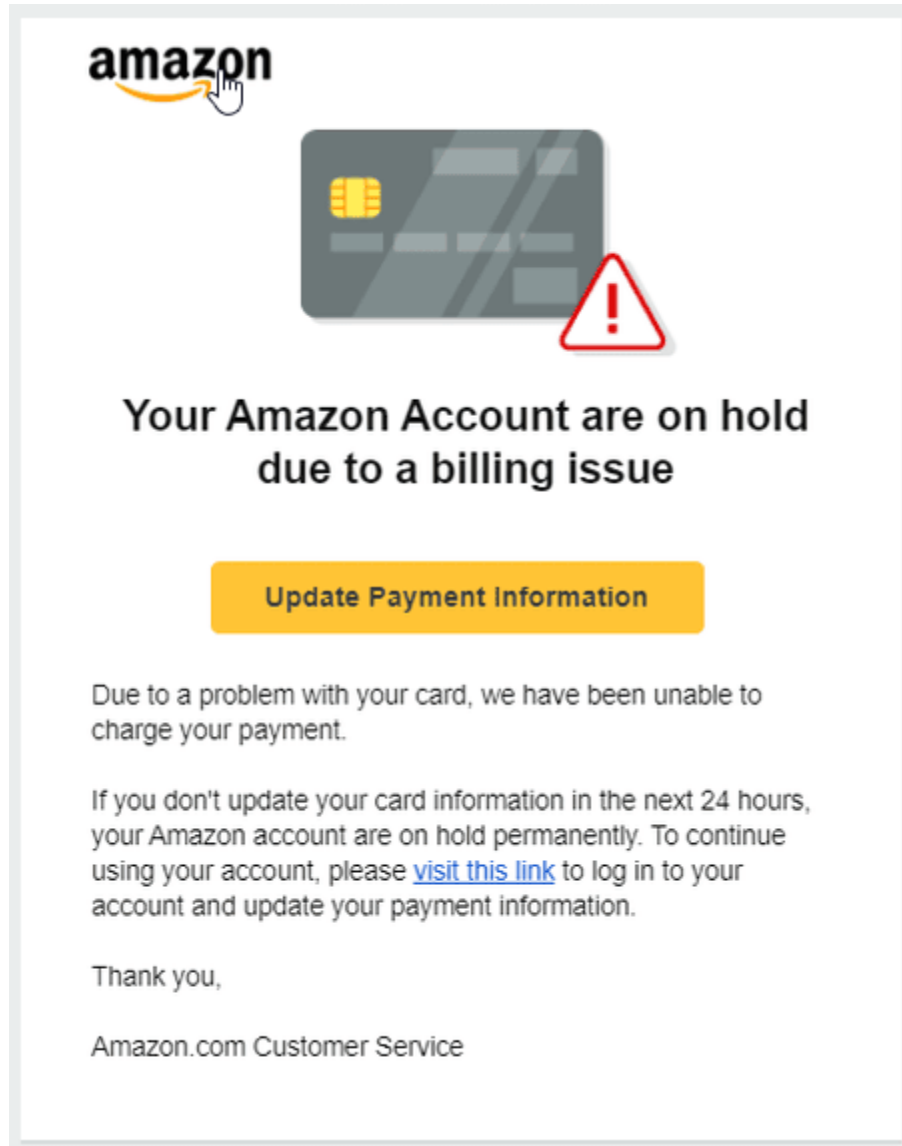 amazon
Your Amazon Account are on hold
due to a billing issue
Update Payment Information
Due to a problem with your card, we have been unable to
charge your payment.
If you don't update your card information in the next 24 hours,
your Amazon account are on hold permanently. To continue
using your account, please visit this link to log in to your
account and update your payment information.
Thank you,
Amazon.com Customer Service